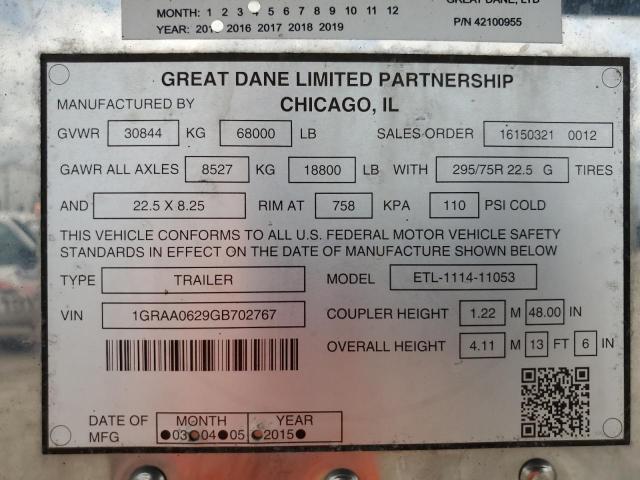 GREAT DANE, LTD
MONTH: 1 2 3 4 5 6 7 8 9 10 11 12
P/N 42100955
YEAR: 2016 2017 2018 2019
GREAT DANE LIMITED PARTNERSHIP
MANUFACTURED BY CHICAGO, IL
GVWR 30844 KG 68000 LB SALES ORDER 16150321 0012
GAWR ALL AXLES 8527 KG 18800 LB WITH 295/75R 22.5 G TIRES
AND 22.5 X 8.25 RIM AT 758 KPA 110 PSI COLD
THIS VEHICLE CONFORMS TO ALL U.S. FEDERAL MOTOR VEHICLE SAFETY
STANDARDS IN EFFECT ON THE DATE OF MANUFACTURE SHOWN BELOW
TYPE TRAILER MODEL ETL-1114-11053
VIN 1GRAA0629GB702767 COUPLER HEIGHT 1.22 M 48.00 IN
OVERALL HEIGHT 4.11 M 13 FT 6 IN
DATE OF MFG MONTH YEAR
03 04 05 2015